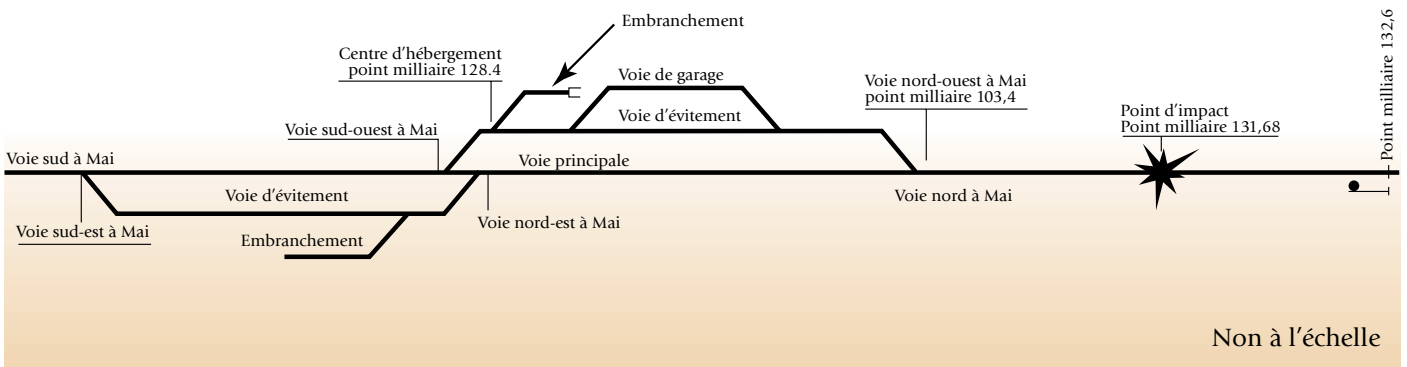 Embranchement
Centre d'hébergement
point milliaire 128.4
Voie de garage
Voie nord-ouest à Mai
point milliaire 103,4
Point milliaire 132,6
Voie sud-ouest à Mai
Voie d'évitement
Point d'impact
Point milliaire 131,68
Voie sud à Mai
Voie principale
Voie d'évitement
Voie nord à Mai
Voie sud-est à Mai
Embranchement
Voie nord-est à Mai
Non à l'échelle